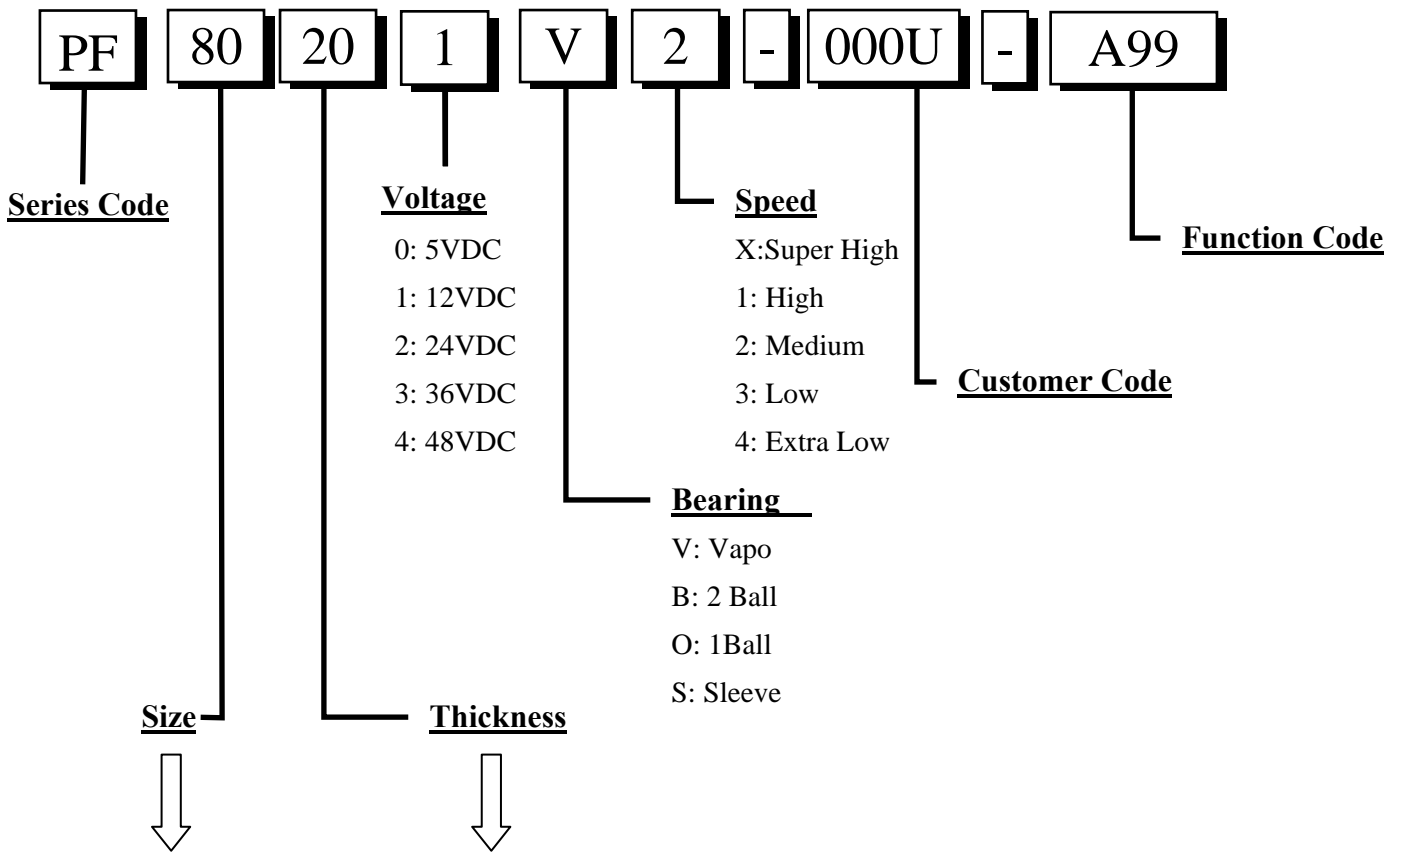 PF 80 20 1 V 2 - 000U - A99
Series Code
Voltage
0: 5VDC
1: 12VDC
2: 24VDC
3: 36VDC
4: 48VDC
Speed
X:Super High
1: High
2: Medium
3: Low
4: Extra Low
Function Code
Customer Code
Bearing
V: Vapo
B: 2 Ball
O: 1Ball
S: Sleeve
Size
Thickness